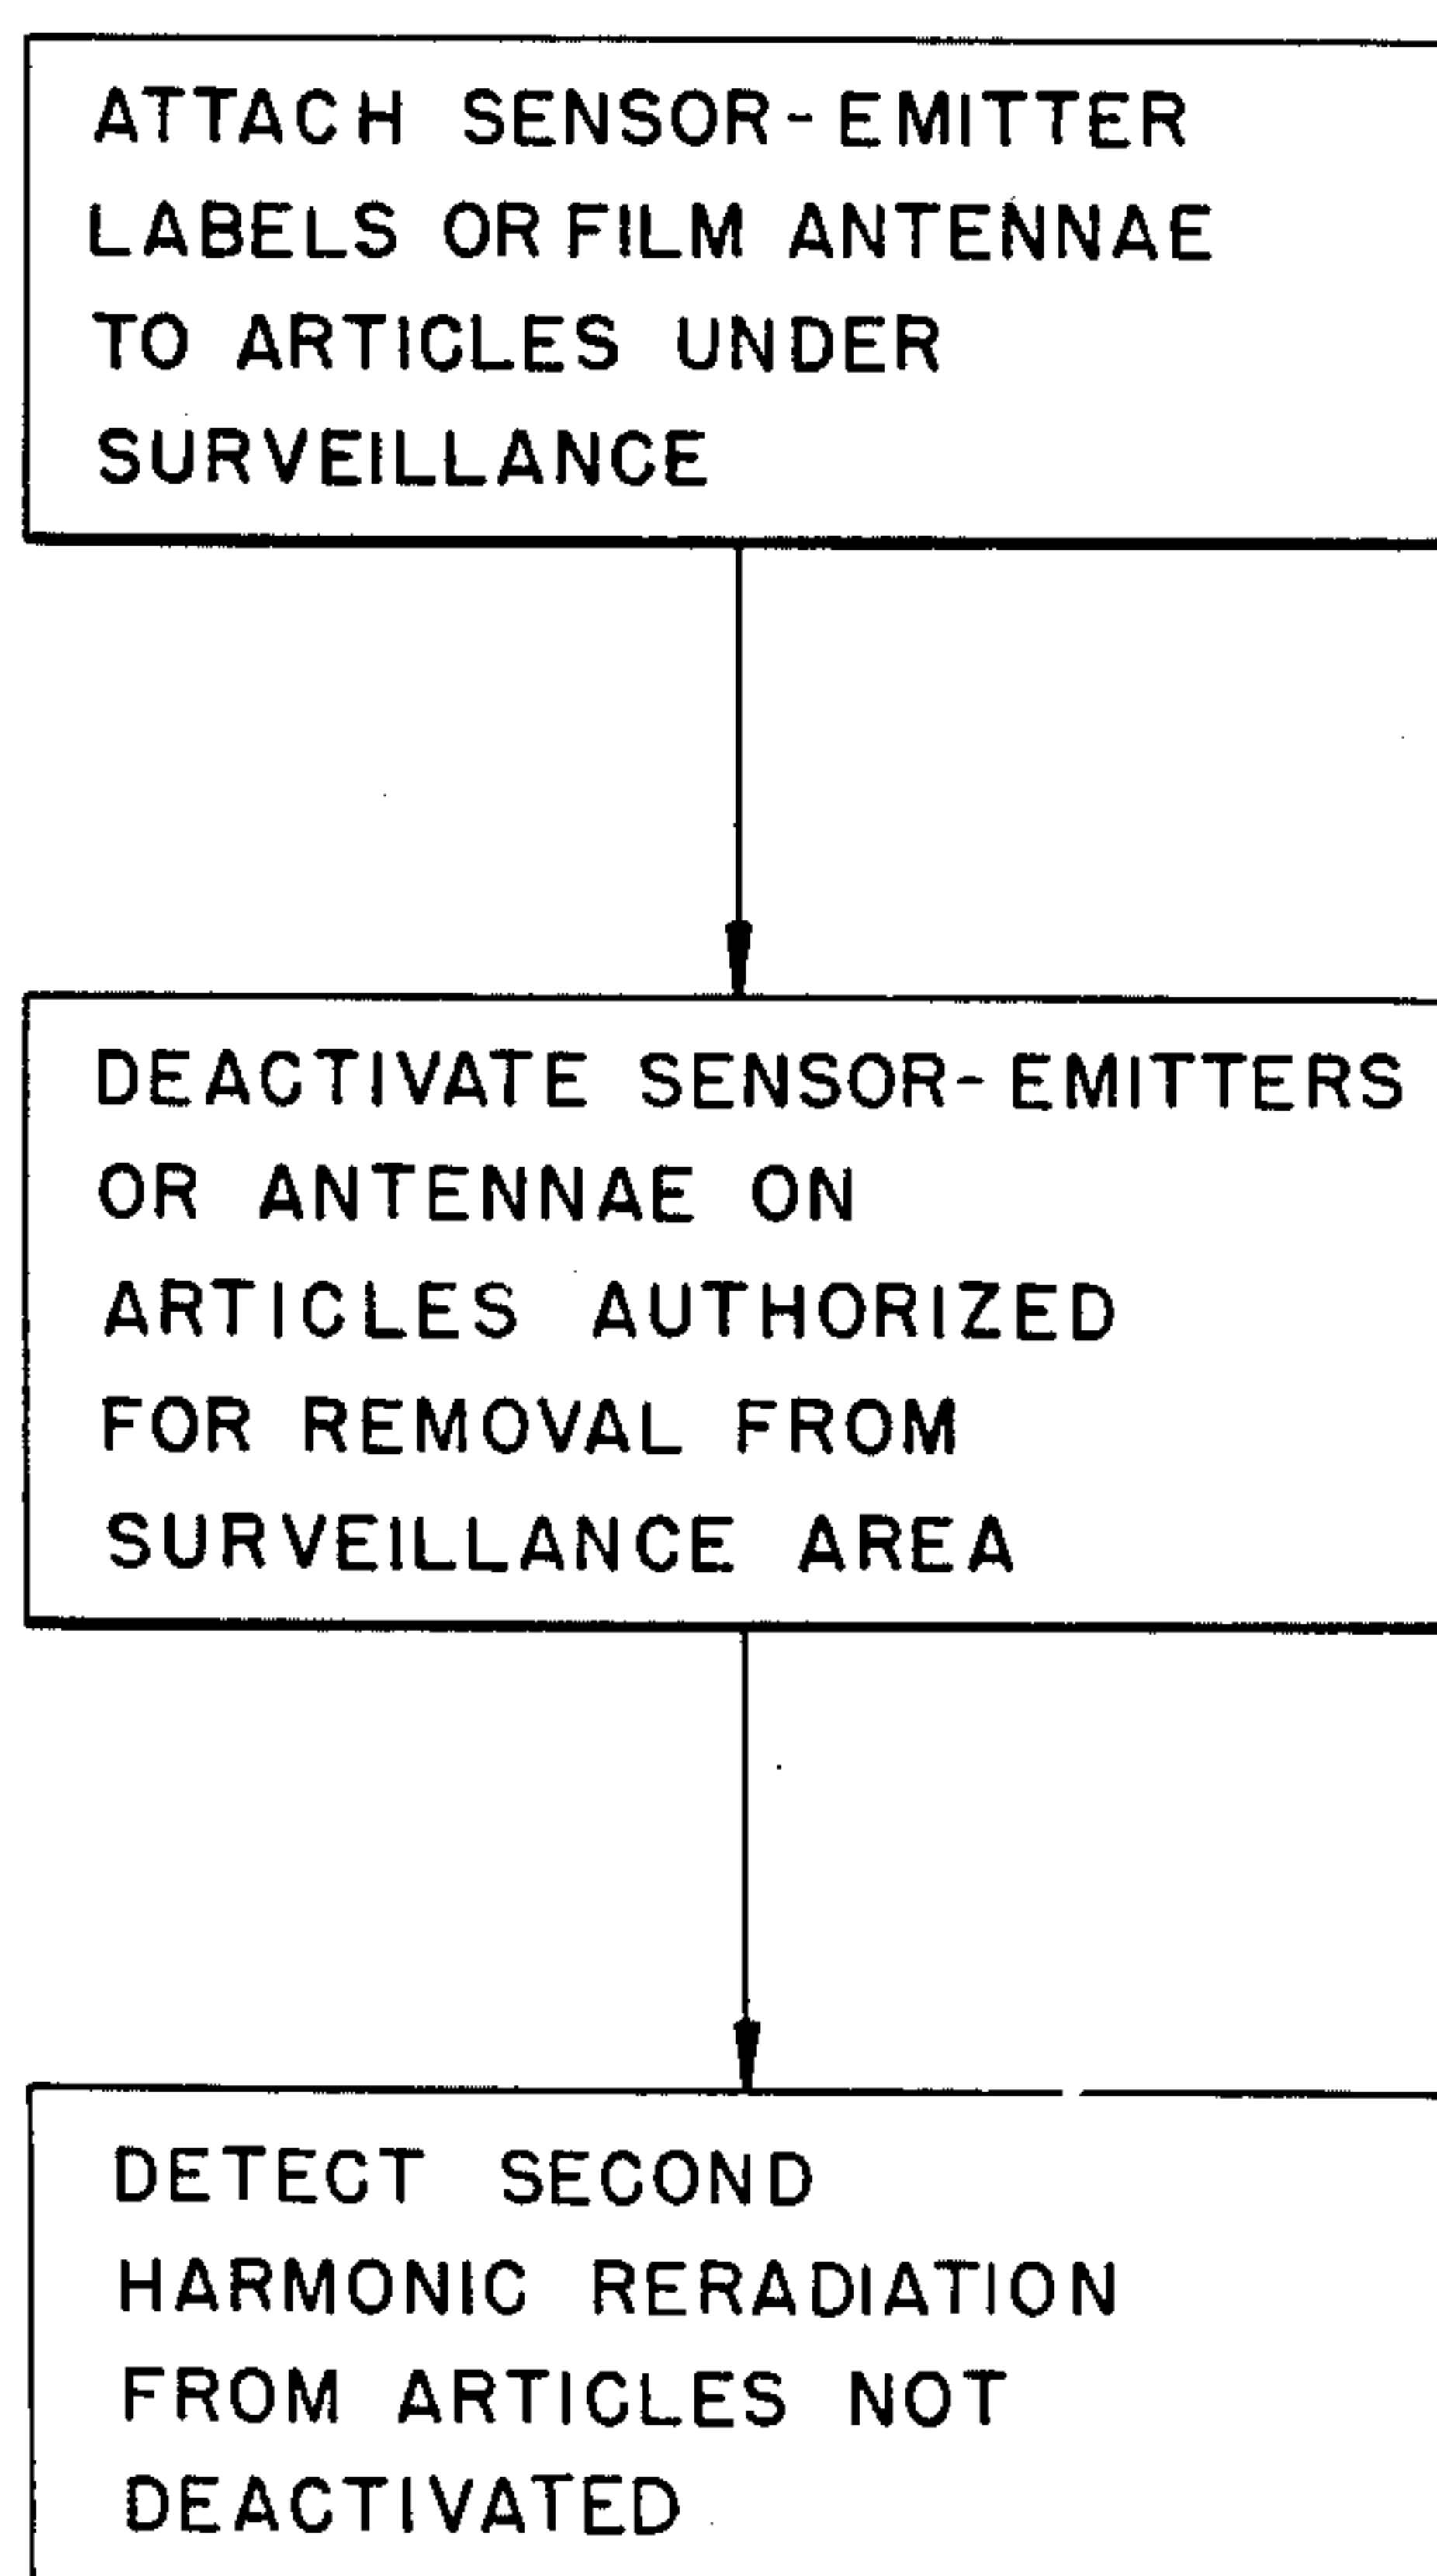 ATTACH SENSOR-EMITTER
LABELS OR FILM ANTENNAE
TO ARTICLES UNDER
SURVEILLANCE
DEACTIVATE SENSOR-EMITTERS
OR ANTENNAE ON
ARTICLES AUTHORIZED
FOR REMOVAL FROM
SURVEILLANCE AREA
DETECT SECOND
HARMONIC RERADIATION
FROM ARTICLES NOT
DEACTIVATED